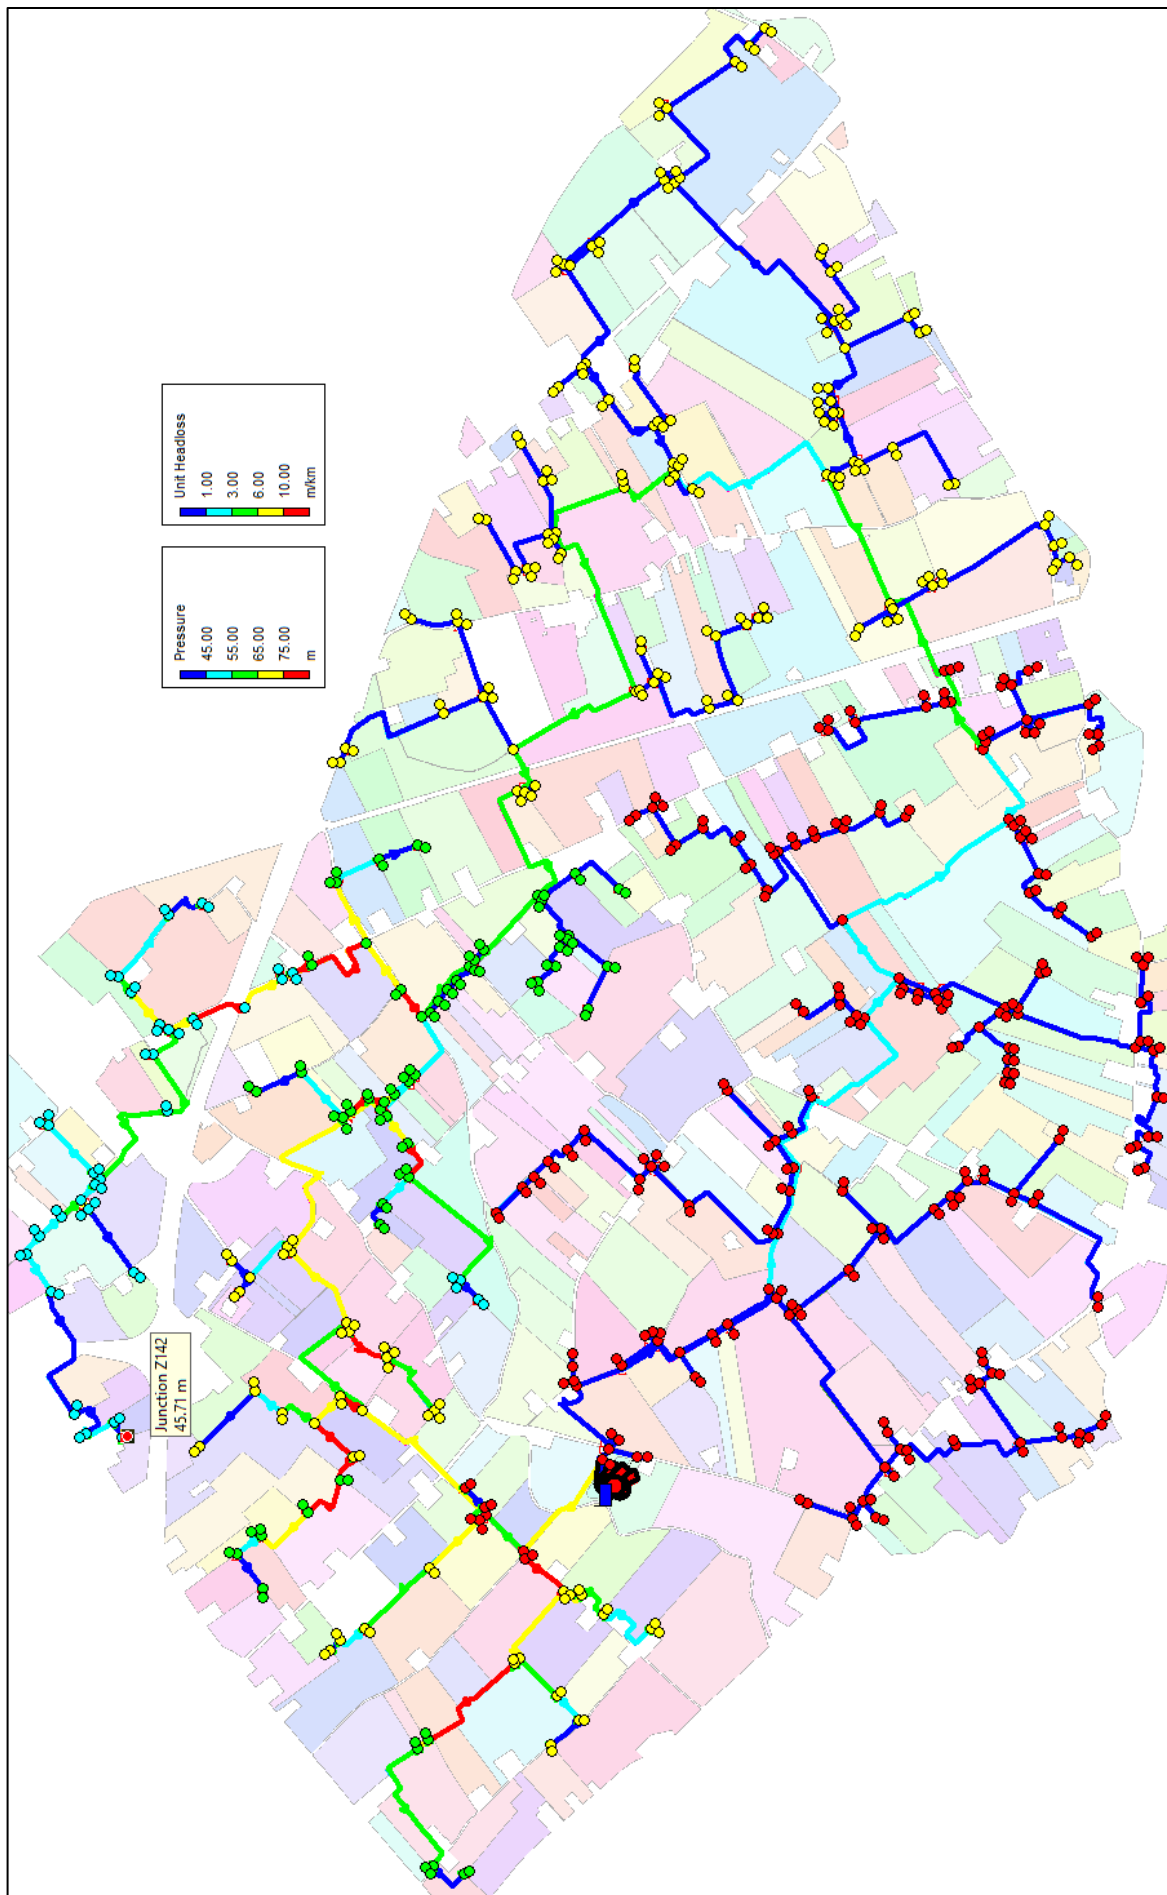 Unit Headloss
1.00
3.00
6.00
10.00
m/km
Pressure
45.00
55.00
65.00
75.00
m
Junction Z142
45.71 m